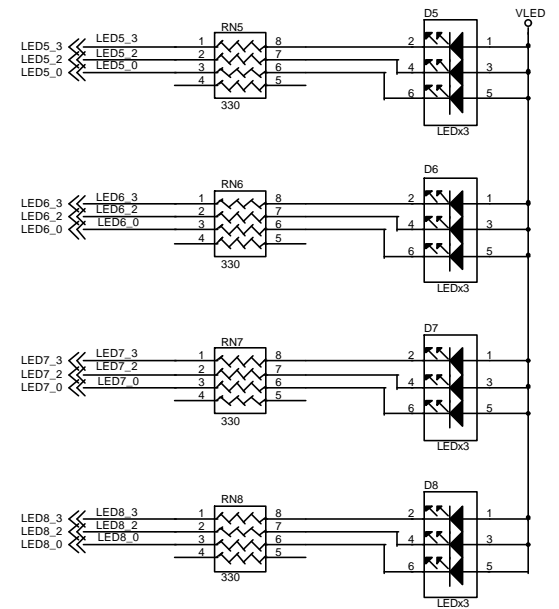 RN5 D5 VLED
LED5_3 LED5_3 1 8 2 1
LED5_2 LED5_2 2 7
LED5_0 LED5_0 3 6 4 3
4 5 6 5
330 LEDx3
RN6 D6
LED6_3 LED6_3 1 8 2 1
LED6_2 LED6_2 2 7
LED6_0 LED6_0 3 6 4 3
4 5 6 5
330 LEDx3
RN7 D7
LED7_3 LED7_3 1 8 2 1
LED7_2 LED7_2 2 7
LED7_0 LED7_0 3 6 4 3
4 5 6 5
330 LEDx3
RN8 D8
LED8_3 LED8_3 1 8 2 1
LED8_2 LED8_2 2 7
LED8_0 LED8_0 3 6 4 3
4 5 6 5
330 LEDx3